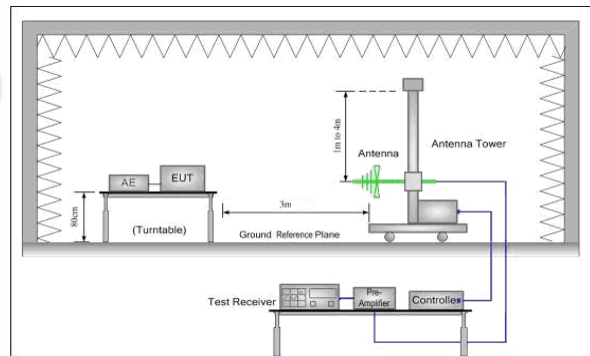 1m to 4m
Antenna
Antenna Tower
AE
EUT
80cm
(Turntable)
3m
Ground Reference Plane
Test Receiver
Pre-
Amplifier
Controller